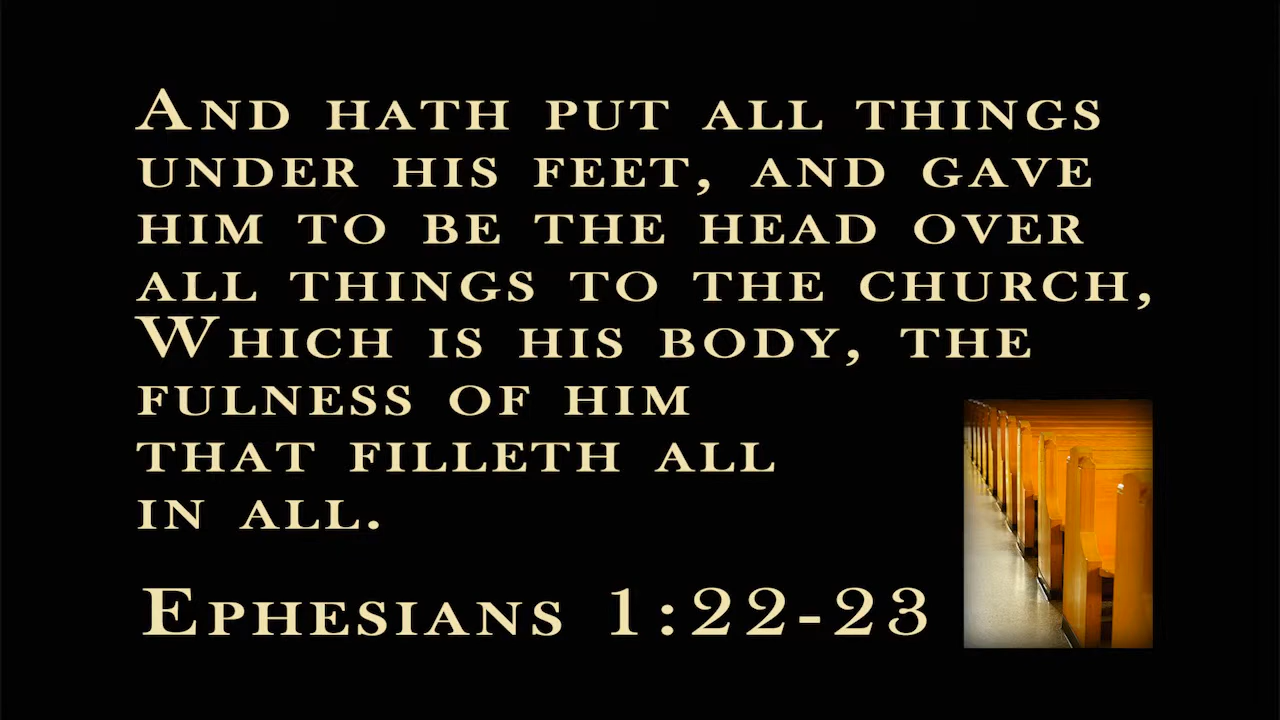 And hath put all things
under his feet, and gave
him to be the head over
all things to the church,
Which is his body, the
fulness of him
that filleth all
in all.
Ephesians 1:22-23